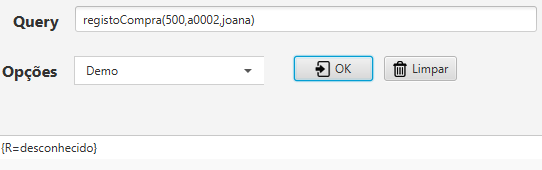 Query registoCompra(500,a0002,joana)
Opções Demo OK Limpar
{R=desconhecido}